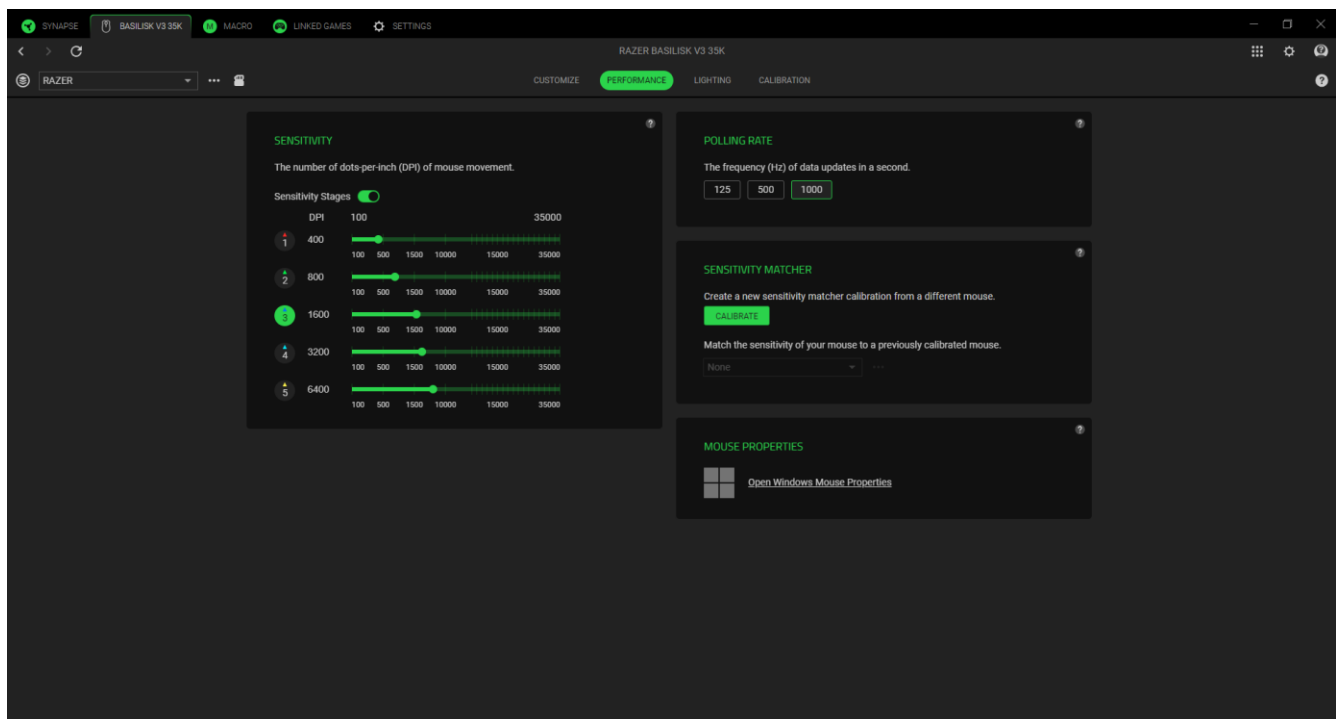 SYNAPSE BASILISK V3 35K M MACRO LINKED GAMES SETTINGS
RAZER BASILISK V3 35K
RAZER CUSTOMIZE PERFORMANCE LIGHTING CALIBRATION ?
SENSITIVITY ?
The number of dots-per-inch (DPI) of mouse movement.
Sensitivity Stages
DPI 100 35000
1 400
100 500 1500 10000 15000 35000
2 800
100 500 1500 10000 15000 35000
3 1600
100 500 1500 10000 15000 35000
4 3200
100 500 1500 10000 15000 35000
5 6400
100 500 1500 10000 15000 35000
POLLING RATE ?
The frequency (Hz) of data updates in a second.
125 500 1000
SENSITIVITY MATCHER ?
Create a new sensitivity matcher calibration from a different mouse.
CALIBRATE
Match the sensitivity of your mouse to a previously calibrated mouse.
None
MOUSE PROPERTIES ?
Open Windows Mouse Properties